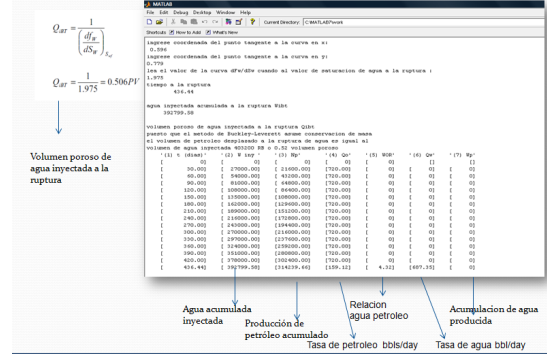 Q_iBT = 1 / (df_w / dS_w)_S_wf
Q_iBT = 1 / 1.975 = 0.506PV
Volumen poroso de
agua inyectada a la
ruptura
MATLAB
File Edit Debug Desktop Window Help
Current Directory: C:\MATLAB7\work
Shortcuts How to Add What's New
ingrese coordenada del punto tangente a la curva en x:
0.596
ingrese coordenada del punto tangente a la curva en y:
0.779
lea el valor de la curva dFw/dSw cuando al valor de saturacion de agua a la ruptura :
1.975
tiempo a la ruptura
436.44
agua inyectada acumulada a la ruptura Wibt
392799.58
volumen poroso de agua inyectada a la ruptura Qibt
puesto que el metodo de Buckley-Leverett asume conservacion de masa
el volumen de petroleo desplasado a la ruptura de agua es igual al
volumen de agua inyectada 405200 RB o 0.52 volumen poroso
'(1) t (dias)' '(2) W iny ' '(3) Np' '(4) Qo' '(5) WOR' '(6) Qw' '(7) Wp'
[ 0] [ 0] [ 0] [ 0] [ 0] [] []
[ 30.00] [ 27000.00] [ 21600.00] [720.00] [ 0] [ 0] [ 0]
[ 60.00] [ 54000.00] [ 43200.00] [720.00] [ 0] [ 0] [ 0]
[ 90.00] [ 81000.00] [ 64800.00] [720.00] [ 0] [ 0] [ 0]
[ 120.00] [ 108000.00] [ 86400.00] [720.00] [ 0] [ 0] [ 0]
[ 150.00] [ 135000.00] [108000.00] [720.00] [ 0] [ 0] [ 0]
[ 180.00] [ 162000.00] [129600.00] [720.00] [ 0] [ 0] [ 0]
[ 210.00] [ 189000.00] [151200.00] [720.00] [ 0] [ 0] [ 0]
[ 240.00] [ 216000.00] [172800.00] [720.00] [ 0] [ 0] [ 0]
[ 270.00] [ 243000.00] [194400.00] [720.00] [ 0] [ 0] [ 0]
[ 300.00] [ 270000.00] [216000.00] [720.00] [ 0] [ 0] [ 0]
[ 330.00] [ 297000.00] [237600.00] [720.00] [ 0] [ 0] [ 0]
[ 360.00] [ 324000.00] [259200.00] [720.00] [ 0] [ 0] [ 0]
[ 390.00] [ 351000.00] [280800.00] [720.00] [ 0] [ 0] [ 0]
[ 420.00] [ 378000.00] [302400.00] [720.00] [ 0] [ 0] [ 0]
[ 436.44] [ 392799.58] [314239.66] [159.12] [ 4.32] [687.35] [ 0]
Agua acumulada
inyectada
Producción de
petróleo acumulado
Tasa de petroleo bbls/day
Relacion
agua petroleo
Tasa de agua bbl/day
Acumulacion de agua
producida